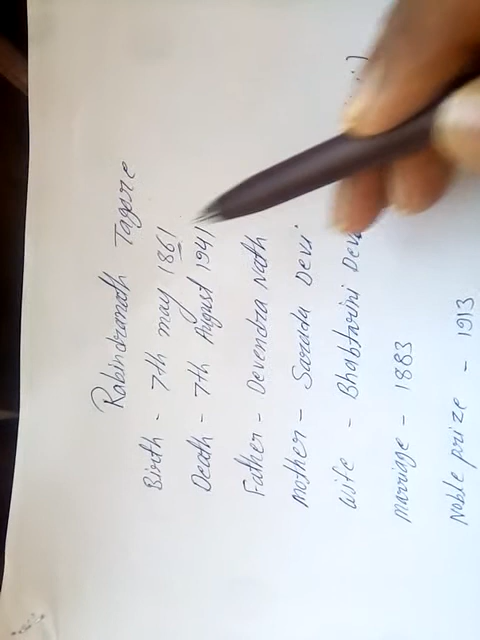 Rabindranath Tagore
Birth - 7th may 1861
Death - 7th August 1941
Father - Devendra Nath
Mother - Sarada Devi
Wife - Bhabtarini
Marriage - 1883
Noble prize - 1913